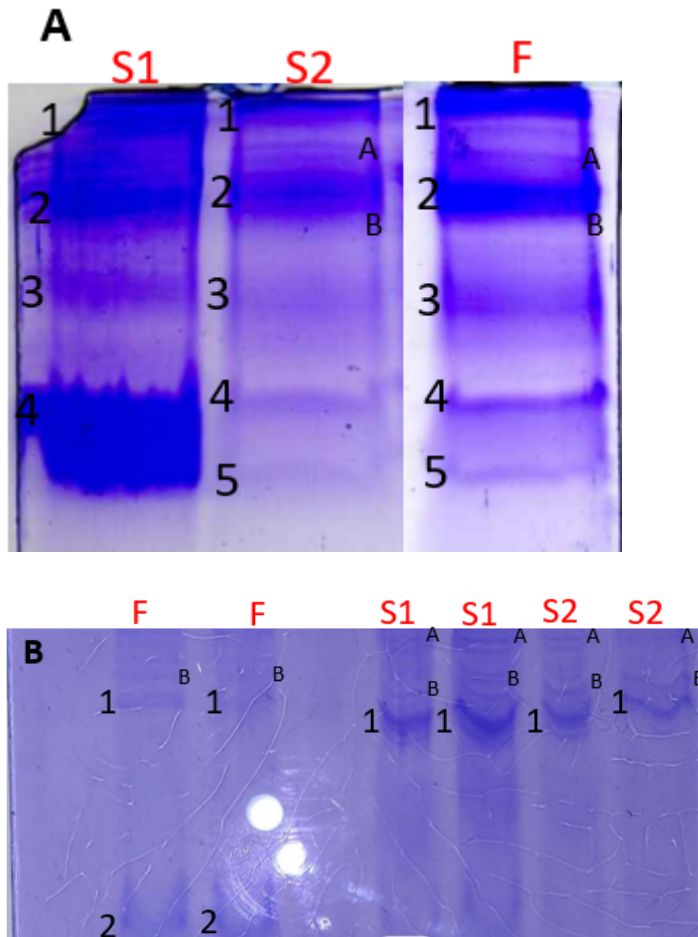 A
S1 S2 F
1 1 1
A A
2 2 2
B B
3 3 3
4 4 4
5 5
F F S1 S1 S2 S2
B A A A A
B B B B B B
1 1 1 1 1 1
2 2